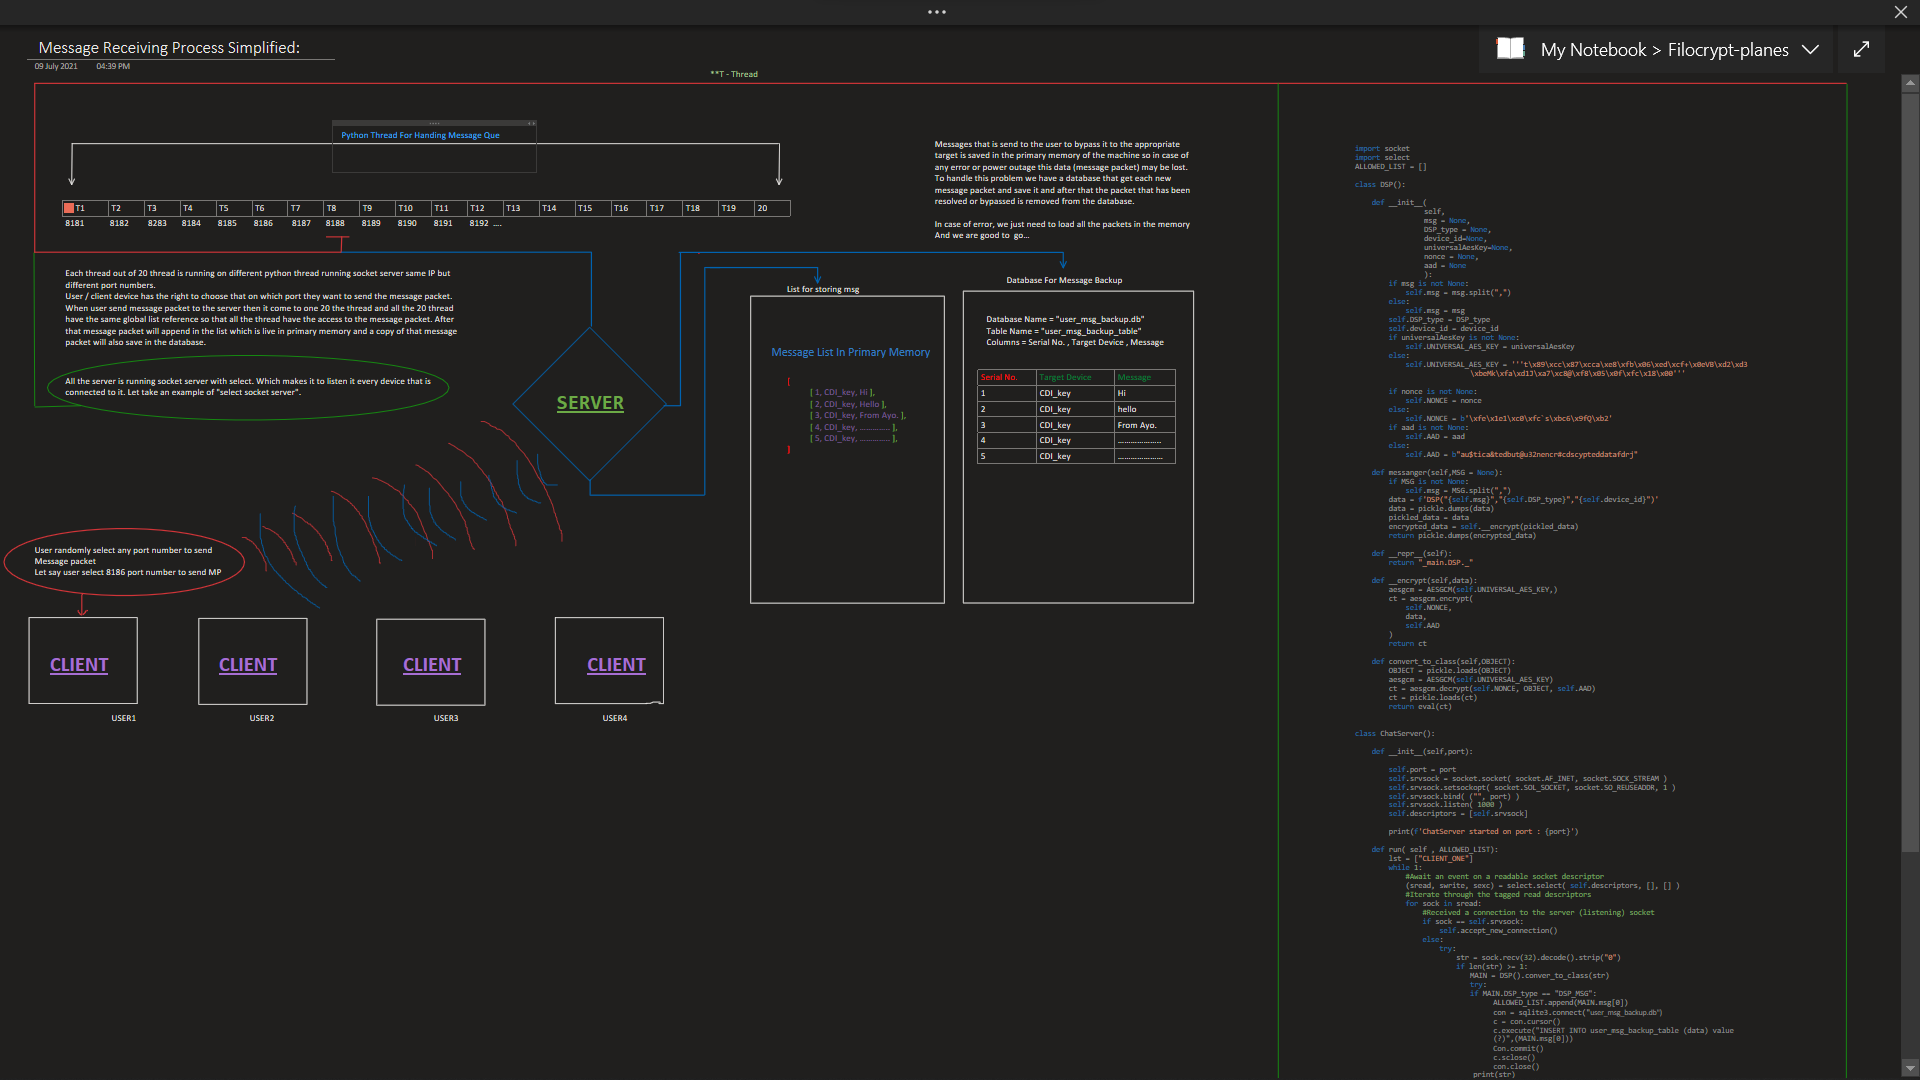 Message Receiving Process Simplified:
09 July 2021 04:39 PM
My Notebook > Filocrypt-planes
**T - Thread
Python Thread For Handing Message Que
T1 T2 T3 T4 T5 T6 T7 T8 T9 T10 T11 T12 T13 T14 T15 T16 T17 T18 T19 20
8181 8182 8283 8184 8185 8186 8187 8188 8189 8190 8191 8192 ....
Messages that is send to the user to bypass it to the appropriate
target is saved in the primary memory of the machine so in case of
any error or power outage this data (message packet) may be lost.
To handle this problem we have a database that get each new
message packet and save it and after that the packet that has been
resolved or bypassed is removed from the database.
In case of error, we just need to load all the packets in the memory
And we are good to go...
Each thread out of 20 thread is running on different python thread running socket server same IP but
different port numbers.
User / client device has the right to choose that on which port they want to send the message packet.
When user send message packet to the server then it come to one 20 the thread and all the 20 thread
have the same global list reference so that all the thread have the access to the message packet. After
that message packet will append in the list which is live in primary memory and a copy of that message
packet will also save in the database.
All the server is running socket server with select. Which makes it to listen it every device that is
connected to it. Let take an example of "select socket server".
SERVER
List for storing msg
Message List In Primary Memory
[
[ 1, CDI_key, Hi ],
[ 2, CDI_key, Hello ],
[ 3, CDI_key, From Ayo. ],
[ 4, CDI_key, .............. ],
[ 5, CDI_key, .............. ],
]
Database For Message Backup
Database Name = "user_msg_backup.db"
Table Name = "user_msg_backup_table"
Columns = Serial No. , Target Device , Message
Serial No. Target Device Message
1 CDI_key Hi
2 CDI_key hello
3 CDI_key From Ayo.
4 CDI_key ....................
5 CDI_key ....................
User randomly select any port number to send
Message packet
Let say user select 8186 port number to send MP
CLIENT CLIENT CLIENT CLIENT
USER1 USER2 USER3 USER4
import socket
import select
ALLOWED_LIST = []
class DSP():
def __init__(
self,
msg = None,
DSP_type = None,
device_id=None,
universalAesKey=None,
nonce = None,
aad = None
):
if msg is not None:
self.msg = msg.split(",")
else:
self.msg = msg
self.DSP_type = DSP_type
self.device_id = device_id
if universalAesKey is not None:
self.UNIVERSAL_AES_KEY = universalAesKey
else:
self.UNIVERSAL_AES_KEY = '''t\x89\xcc\x87\xcca\xe8\xfb\x06\xed\xcf+\x0eVB\xd2\xd3
\xbeMk\xfa\xd1J\xa7\xc8@\xf8\x05\x0f\xfc\x18\x00'''
if nonce is not None:
self.NONCE = nonce
else:
self.NONCE = b'\xfe\x1e1\xc0\xfc`s\xbc6\x9fQ\xb2'
if aad is not None:
self.AAD = aad
else:
self.AAD = b"au$tica&tedbut@u32nencr#cdscypteddatafdrj"
def messanger(self,MSG = None):
if MSG is not None:
self.msg = MSG.split(",")
data = f'DSP("{self.msg}","{self.DSP_type}","{self.device_id}")'
data = pickle.dumps(data)
pickled_data = data
encrypted_data = self.__encrypt(pickled_data)
return pickle.dumps(encrypted_data)
def __repr__(self):
return "_main.DSP._"
def __encrypt(self,data):
aesgcm = AESGCM(self.UNIVERSAL_AES_KEY,)
ct = aesgcm.encrypt(
self.NONCE,
data,
self.AAD
)
return ct
def convert_to_class(self,OBJECT):
OBJECT = pickle.loads(OBJECT)
aesgcm = AESGCM(self.UNIVERSAL_AES_KEY)
ct = aesgcm.decrypt(self.NONCE, OBJECT, self.AAD)
ct = pickle.loads(ct)
return eval(ct)
class ChatServer():
def __init__(self,port):
self.port = port
self.srvsock = socket.socket( socket.AF_INET, socket.SOCK_STREAM )
self.srvsock.setsockopt( socket.SOL_SOCKET, socket.SO_REUSEADDR, 1 )
self.srvsock.bind( ("", port) )
self.srvsock.listen( 1000 )
self.descriptors = [self.srvsock]
print(f'ChatServer started on port : {port}')
def run( self , ALLOWED_LIST):
lst = ["CLIENT_ONE"]
while 1:
#Await an event on a readable socket descriptor
(sread, swrite, sexc) = select.select( self.descriptors, [], [] )
#Iterate through the tagged read descriptors
for sock in sread:
#Received a connection to the server (listening) socket
if sock == self.srvsock:
self.accept_new_connection()
else:
try:
str = sock.recv(32).decode().strip("0")
if len(str) >= 1:
MAIN = DSP().conver_to_class(str)
try:
if MAIN.DSP_type == "DSP_MSG":
ALLOWED_LIST.append(MAIN.msg[0])
con = sqlite3.connect("user_msg_backup.db")
c = con.cursor()
c.execute("INSERT INTO user_msg_backup_table (data) value
(?)",(MAIN.msg[0]))
Con.commit()
c.sclose()
con.close()
print(str)